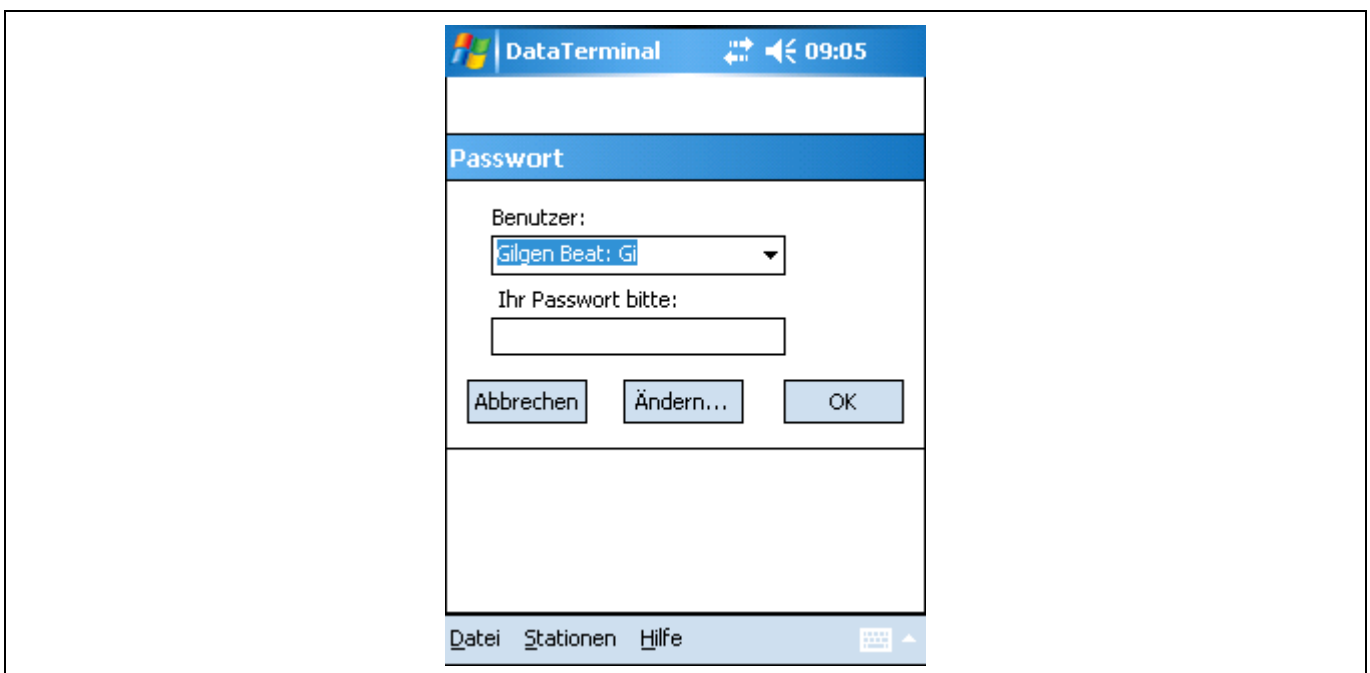 DataTerminal 09:05
Passwort
Benutzer:
Gilgen Beat: Gi
Ihr Passwort bitte:
Abbrechen Ändern... OK
Datei Stationen Hilfe